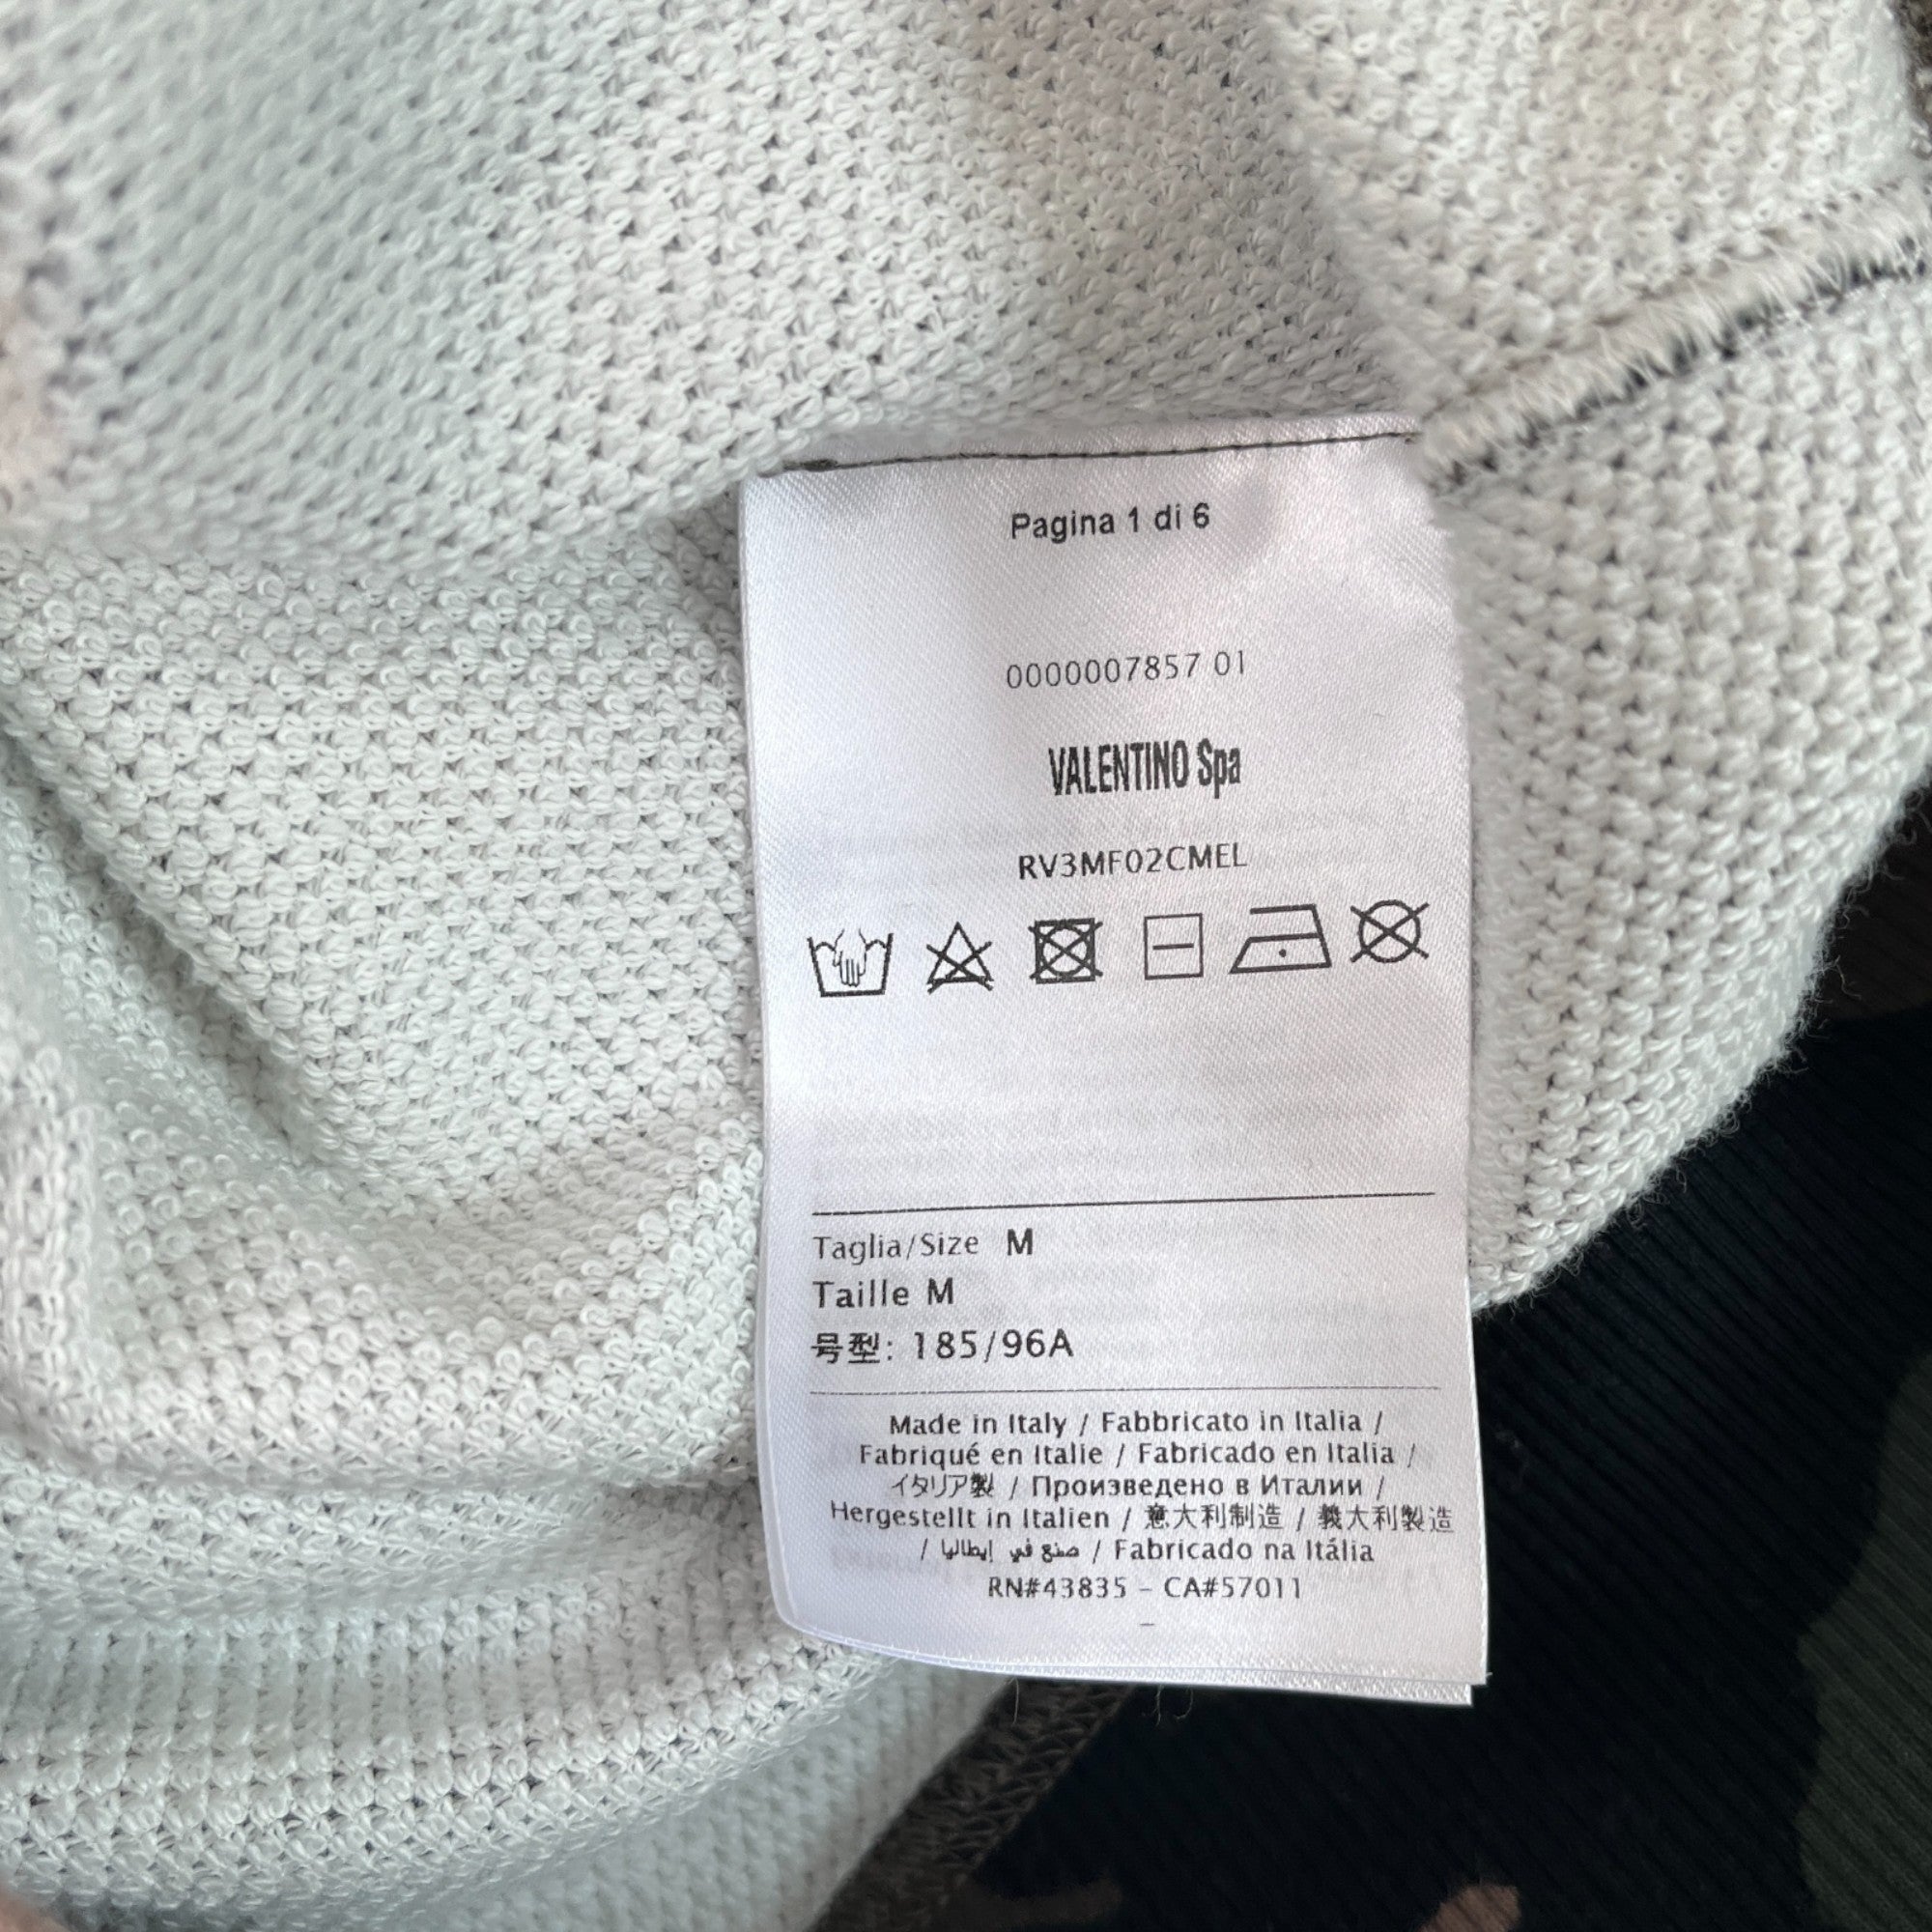 Pagina 1 di 6
0000007857 01
VALENTINO Spa
RV3MF02CMEL
Taglia/Size M
Taille M
号型: 185/96A
Made in Italy / Fabbricato in Italia /
Fabriqué en Italie / Fabricado en Italia /
イタリア製 / Произведено в Италии /
Hergestellt in Italien / 意大利制造 / 義大利製造
/ صنع في إيطاليا / Fabricado na Itália
RN#43835 - CA#57011
-